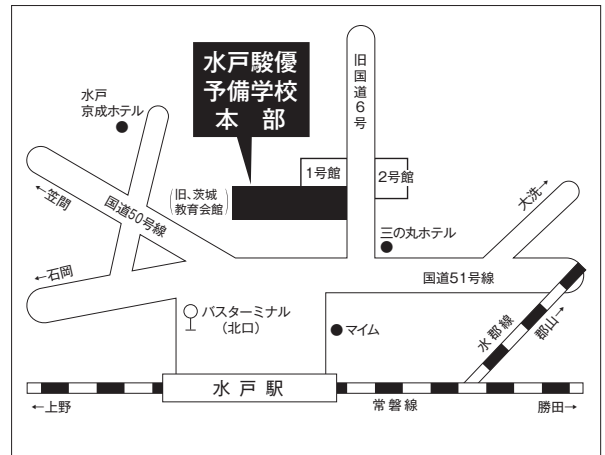 水戸駿優
予備学校
本　部
旧国道6号
水戸
京成ホテル
1号館
2号館
(旧、茨城
教育会館)
←笠間
国道50号線
大洗→
三の丸ホテル
←石岡
国道51号線
バスターミナル
(北口)
マイム
水郡線
郡山→
水戸駅
←上野
常磐線
勝田→